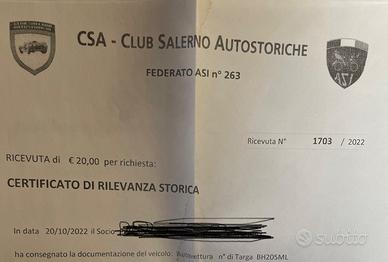 CSA - CLUB SALERNO AUTOSTORICHE
FEDERATO ASI n° 263
ASI
Ricevuta N° 1703 / 2022
RICEVUTA di € 20,00 per richiesta:
CERTIFICATO DI RILEVANZA STORICA
In data 20/10/2022 il Socio
ha consegnato la documentazione del veicolo: Autovettura n° di Targa BH205ML
subito